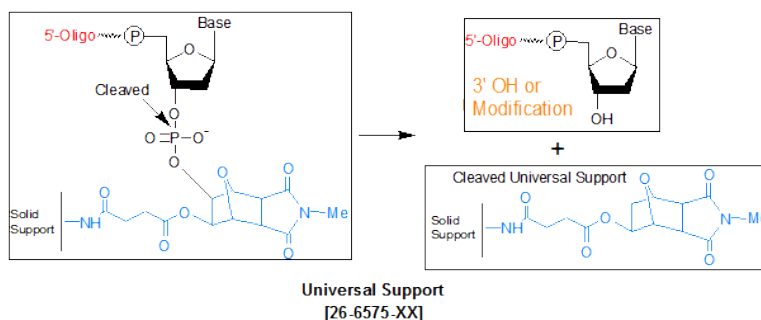 5'-Oligo P Base
Cleaved
O
O
O=P-O⁻
O
O O
N-Me
O
Solid
Support
NH O
O
O
O
5'-Oligo P Base
O
3' OH or
Modification
OH
+
Cleaved Universal Support
O O
N-Me
O
Solid
Support
NH O
O
O
O
Universal Support
[26-6575-XX]